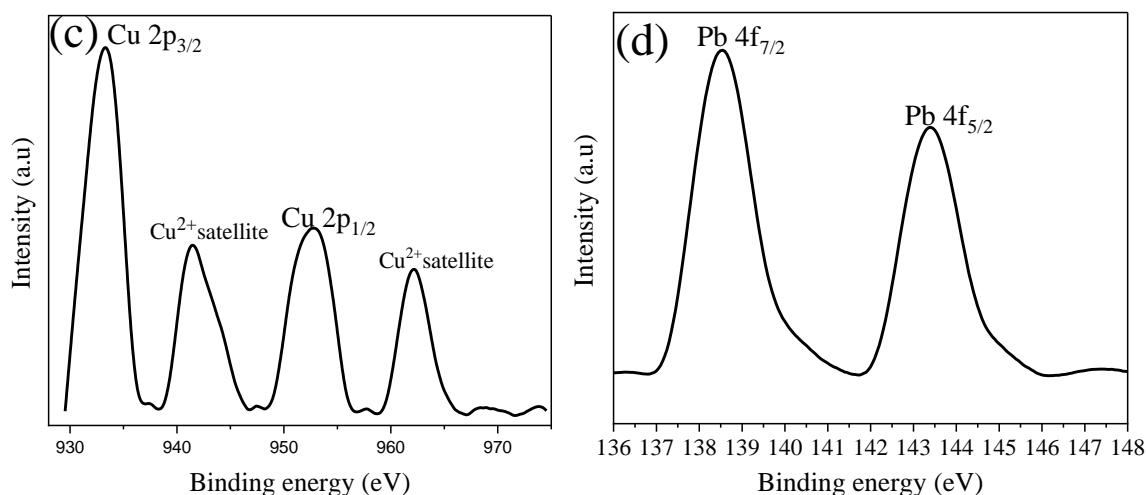 (c)
Cu 2p3/2
Cu2+satellite
Cu 2p1/2
Cu2+satellite
Intensity (a.u)
930 940 950 960 970
Binding energy (eV)
(d)
Pb 4f7/2
Pb 4f5/2
Intensity (a.u)
136 137 138 139 140 141 142 143 144 145 146 147 148
Binding energy (eV)